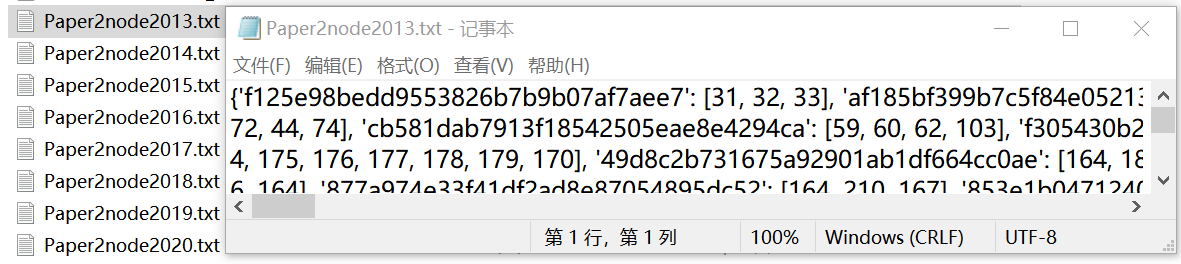 Paper2node2013.txt
Paper2node2014.txt
Paper2node2015.txt
Paper2node2016.txt
Paper2node2017.txt
Paper2node2018.txt
Paper2node2019.txt
Paper2node2020.txt
Paper2node2013.txt - 记事本
文件(F) 编辑(E) 格式(O) 查看(V) 帮助(H)
{'f125e98bedd9553826b7b9b07af7aee7': [31, 32, 33], 'af185bf399b7c5f84e05213
72, 44, 74], 'cb581dab7913f18542505eae8e4294ca': [59, 60, 62, 103], 'f305430b2
4, 175, 176, 177, 178, 179, 170], '49d8c2b731675a92901ab1df664cc0ae': [164, 18
6, 164], '877a974e33f41df2ad8e87054895dc52': [164, 210, 167], '853e1b0471240
第 1 行，第 1 列 100% Windows (CRLF) UTF-8